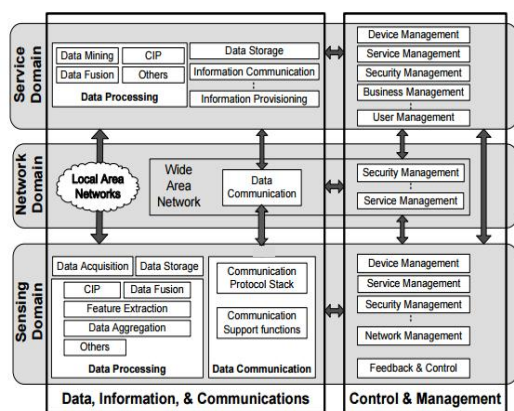 Service
Domain
Data Mining
CIP
Data Fusion
Others
Data Processing
Data Storage
Information Communication
Information Provisioning
Device Management
Service Management
Security Management
Business Management
User Management
Network
Domain
Local Area
Networks
Wide
Area
Network
Data
Communication
Security Management
Service Management
Sensing
Domain
Data Acquisition
Data Storage
CIP
Data Fusion
Feature Extraction
Data Aggregation
Others
Data Processing
Communication
Protocol Stack
Communication
Support functions
Data Communication
Device Management
Service Management
Security Management
Network Management
Feedback & Control
Data, Information, & Communications
Control & Management